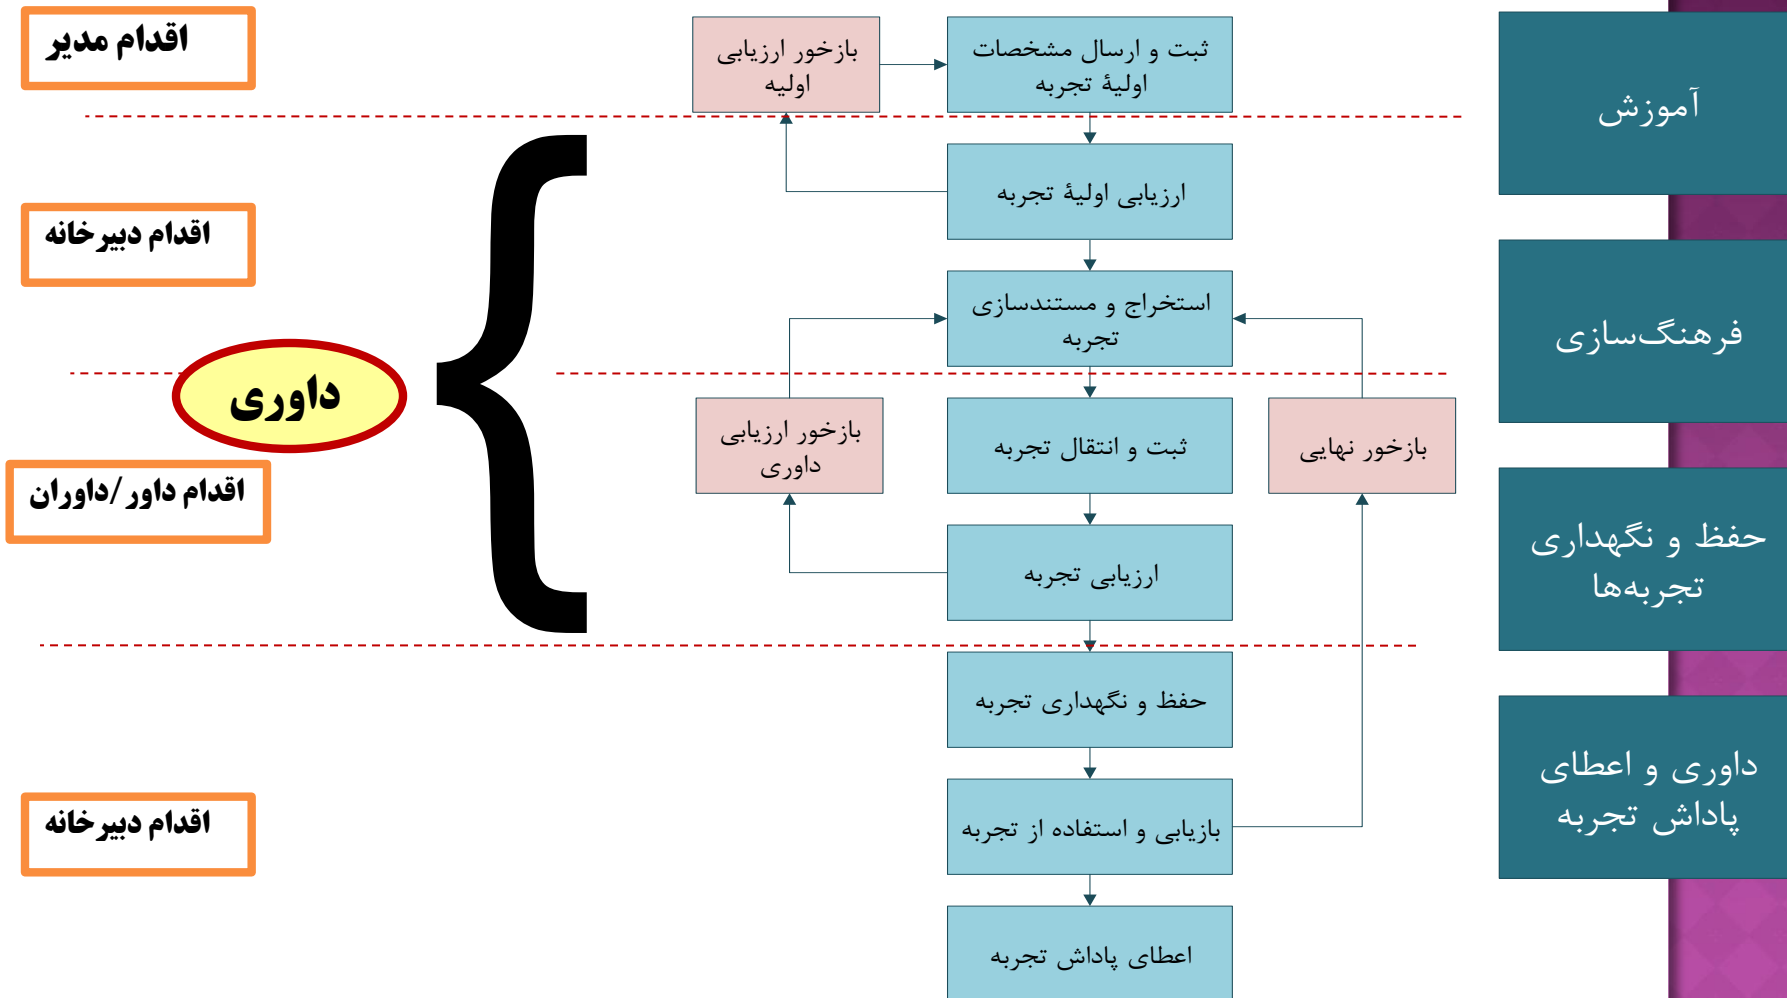 اقدام مدیر
بازخور ارزیابی
اولیه
ثبت و ارسال مشخصات
اولیۀ تجربه
آموزش
ارزیابی اولیۀ تجربه
اقدام دبیرخانه
استخراج و مستندسازی
تجربه
فرهنگ‌سازی
داوری
بازخور ارزیابی
داوری
ثبت و انتقال تجربه
بازخور نهایی
اقدام داور/داوران
حفظ و نگهداری
تجربه‌ها
ارزیابی تجربه
حفظ و نگهداری تجربه
داوری و اعطای
پاداش تجربه
اقدام دبیرخانه
بازیابی و استفاده از تجربه
اعطای پاداش تجربه